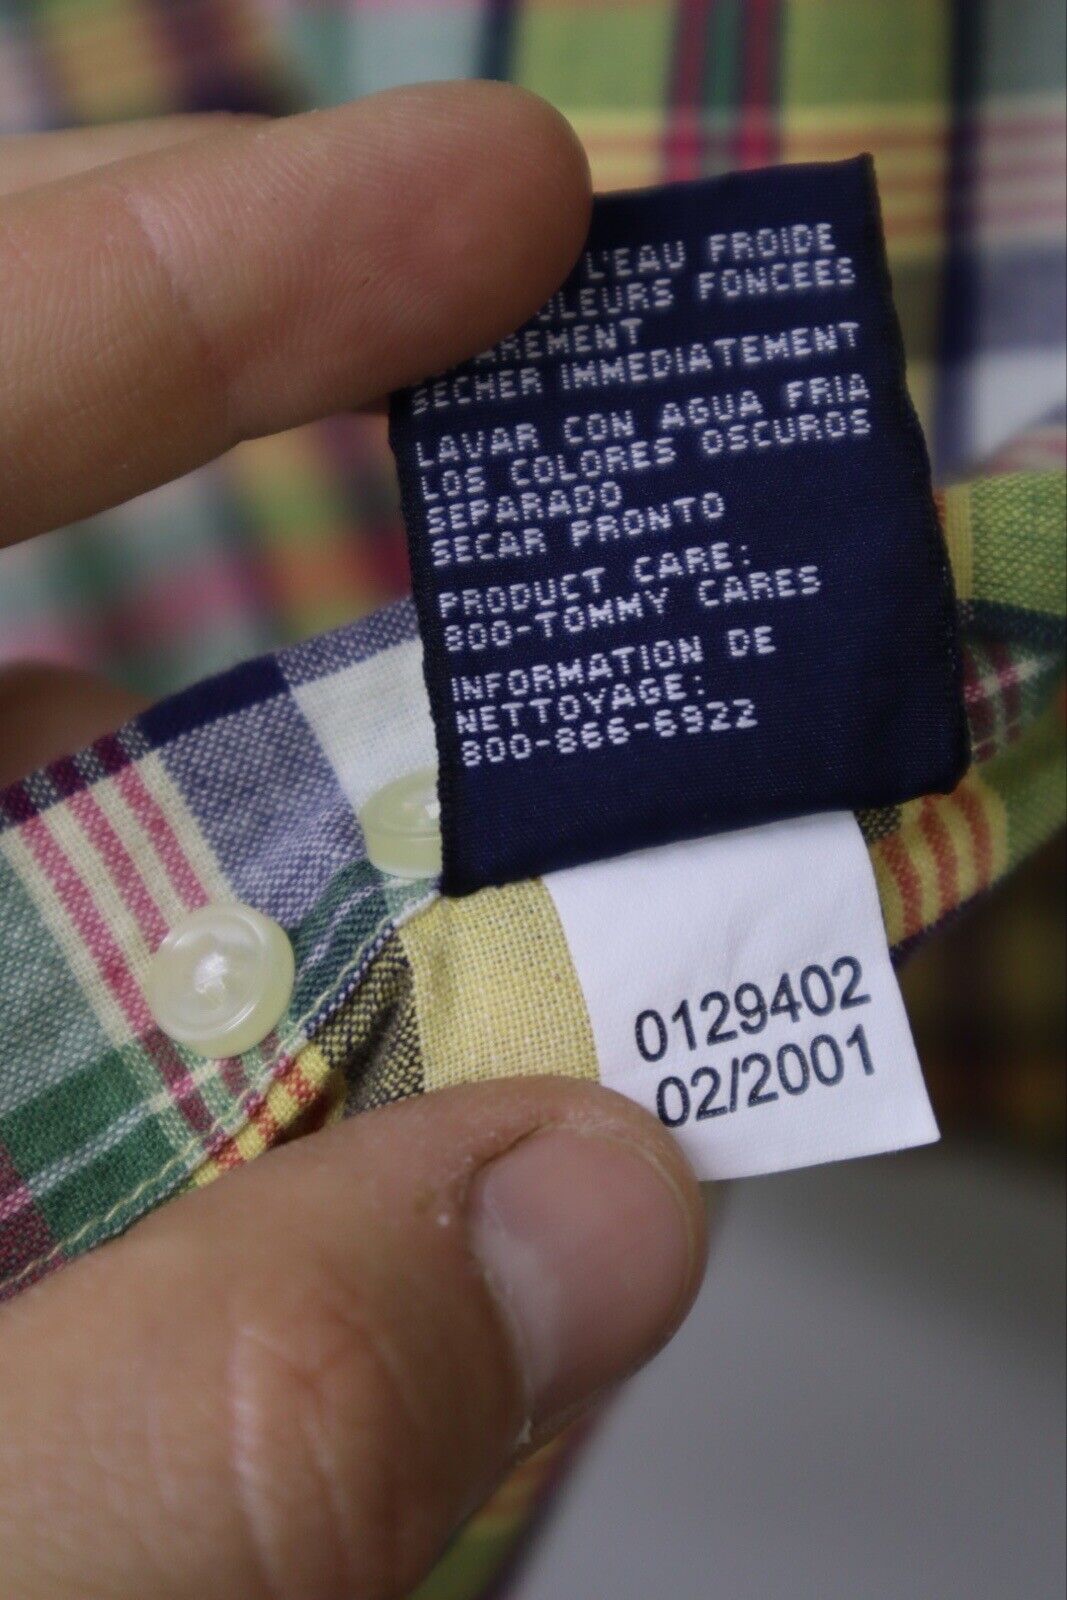 L'EAU FROIDE
FONCEES
SECHER IMMEDIATEMENT
LAVAR CON AGUA FRIA
LOS COLORES OSCUROS
SEPARADO
SECAR PRONTO
PRODUCT CARE:
800-TOMMY CARES
INFORMATION DE
NETTOYAGE:
800-866-6922
0129402
02/2001